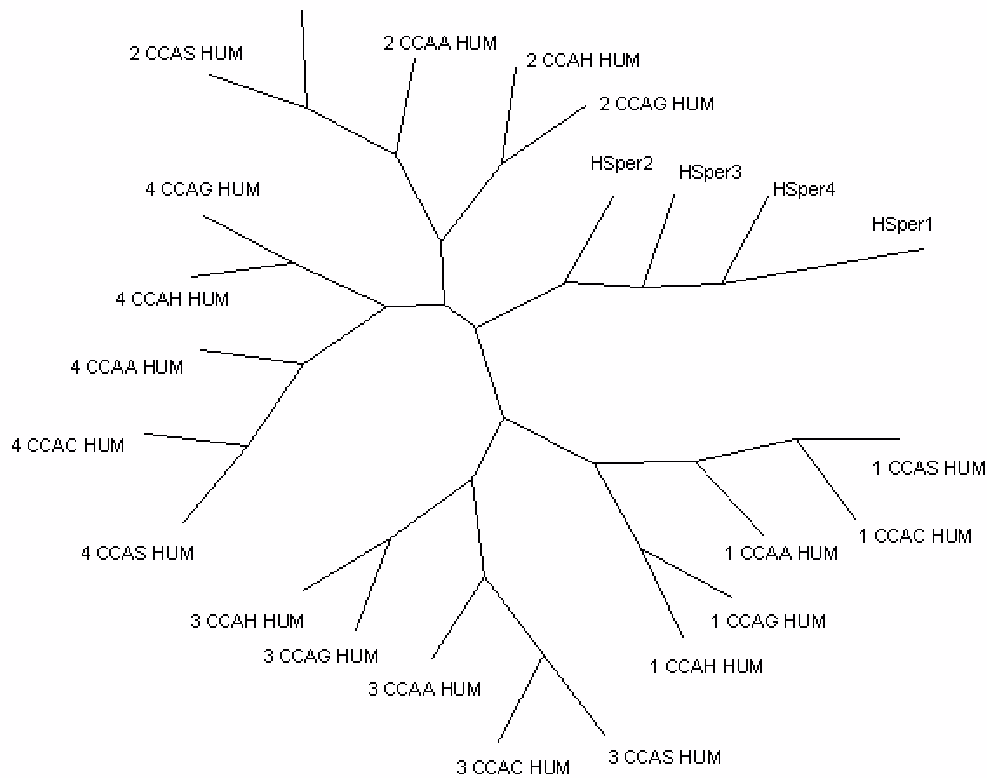 2 CCAS HUM
2 CCAA HUM
2 CCAH HUM
2 CCAG HUM
HSper2
HSper3
HSper4
HSper1
4 CCAG HUM
4 CCAH HUM
4 CCAA HUM
4 CCAC HUM
4 CCAS HUM
1 CCAS HUM
1 CCAC HUM
1 CCAA HUM
1 CCAG HUM
1 CCAH HUM
3 CCAH HUM
3 CCAG HUM
3 CCAA HUM
3 CCAC HUM
3 CCAS HUM